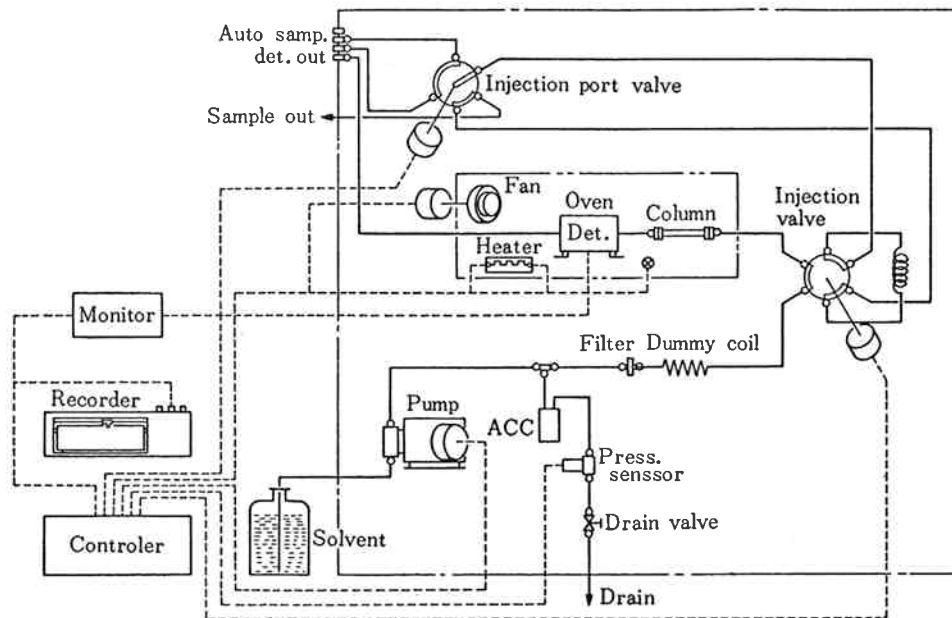 Auto samp.
det. out
Injection port valve
Sample out
Fan
Oven
Column
Injection
valve
Det.
Heater
Monitor
Filter Dummy coil
Recorder
Pump
ACC
Press.
senssor
Solvent
Drain valve
Controler
Drain